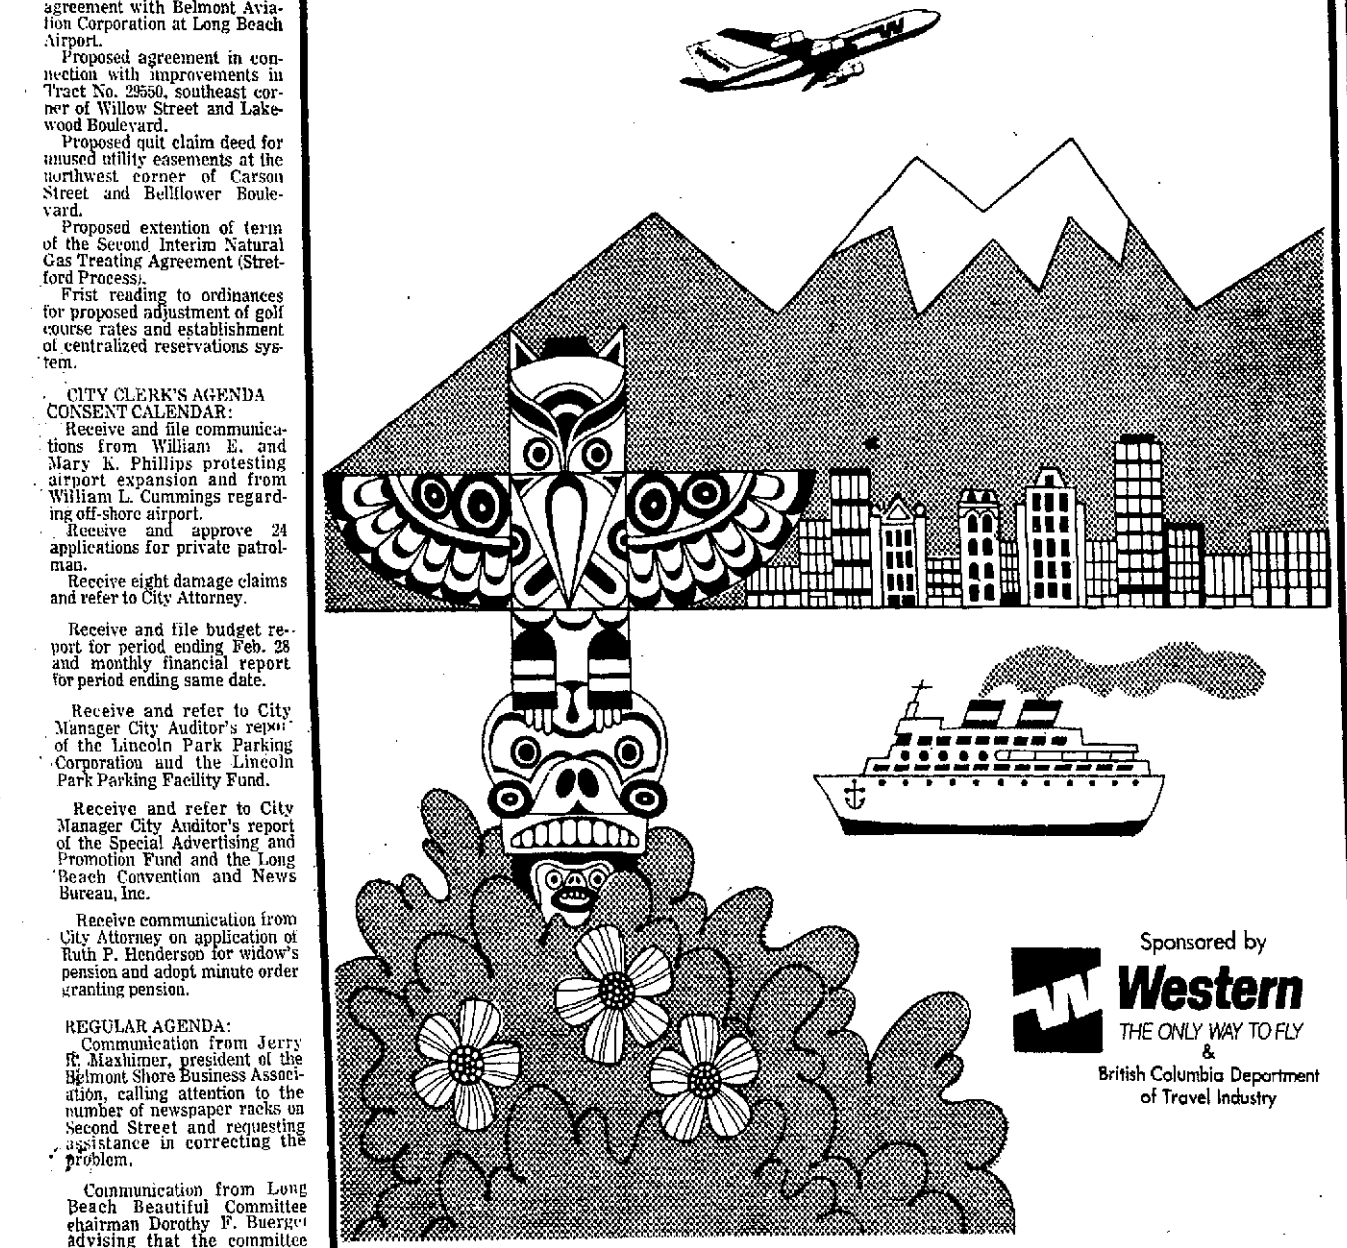 agreement with Belmont Avia-
tion Corporation at Long Beach
Airport.
Proposed agreement in con-
nection with improvements in
Tract No. 29550, southeast cor-
ner of Willow Street and Lake-
wood Boulevard.
Proposed quit claim deed for
unused utility easements at the
northwest corner of Carson
Street and Bellflower Boule-
vard.
Proposed extention of term
of the Second Interim Natural
Gas Treating Agreement (Stret-
ford Process).
Frist reading to ordinances
for proposed adjustment of golf
course rates and establishment
of centralized reservations sys-
tem.
CITY CLERK'S AGENDA
CONSENT CALENDAR:
Receive and file communica-
tions from William E. and
Mary K. Phillips protesting
airport expansion and from
William L. Cummings regard-
ing off-shore airport.
Receive and approve 24
applications for private patrol-
man.
Receive eight damage claims
and refer to City Attorney.
Receive and file budget re-
port for period ending Feb. 28
and monthly financial report
for period ending same date.
Receive and refer to City
Manager City Auditor's report
of the Lincoln Park Parking
Corporation and the Lincoln
Park Parking Facility Fund.
Receive and refer to City
Manager City Auditor's report
of the Special Advertising and
Promotion Fund and the Long
Beach Convention and News
Bureau, Inc.
Receive communication from
City Attorney on application of
Ruth P. Henderson for widow's
pension and adopt minute order
granting pension.
REGULAR AGENDA:
Communication from Jerry
R. Maxhimer, president of the
Belmont Shore Business Associ-
ation, calling attention to the
number of newspaper racks on
Second Street and requesting
assistance in correcting the
problem.
Communication from Long
Beach Beautiful Committee
chairman Dorothy F. Buerger
advising that the committee
Western
W
Sponsored by
W
Western
THE ONLY WAY TO FLY
&
British Columbia Department
of Travel Industry